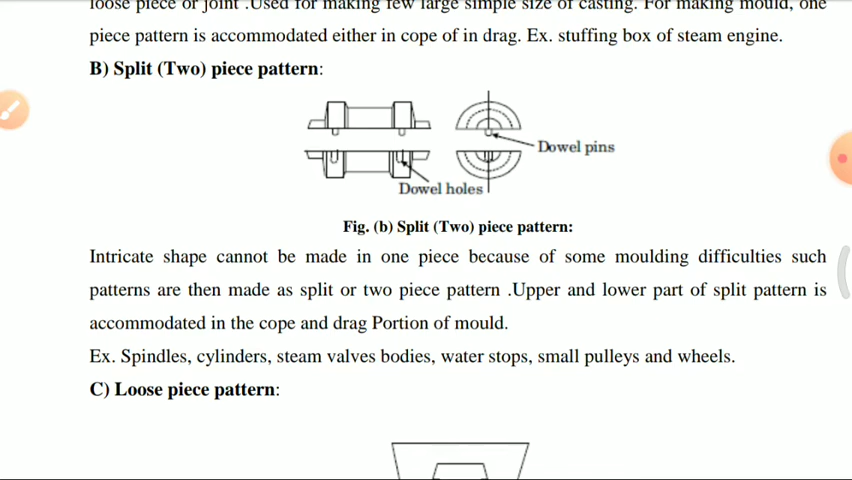 loose piece or joint .Used for making few large simple size of casting. For making mould, one
piece pattern is accommodated either in cope of in drag. Ex. stuffing box of steam engine.
B) Split (Two) piece pattern:
Dowel pins
Dowel holes
Fig. (b) Split (Two) piece pattern:
Intricate shape cannot be made in one piece because of some moulding difficulties such
patterns are then made as split or two piece pattern .Upper and lower part of split pattern is
accommodated in the cope and drag Portion of mould.
Ex. Spindles, cylinders, steam valves bodies, water stops, small pulleys and wheels.
C) Loose piece pattern: